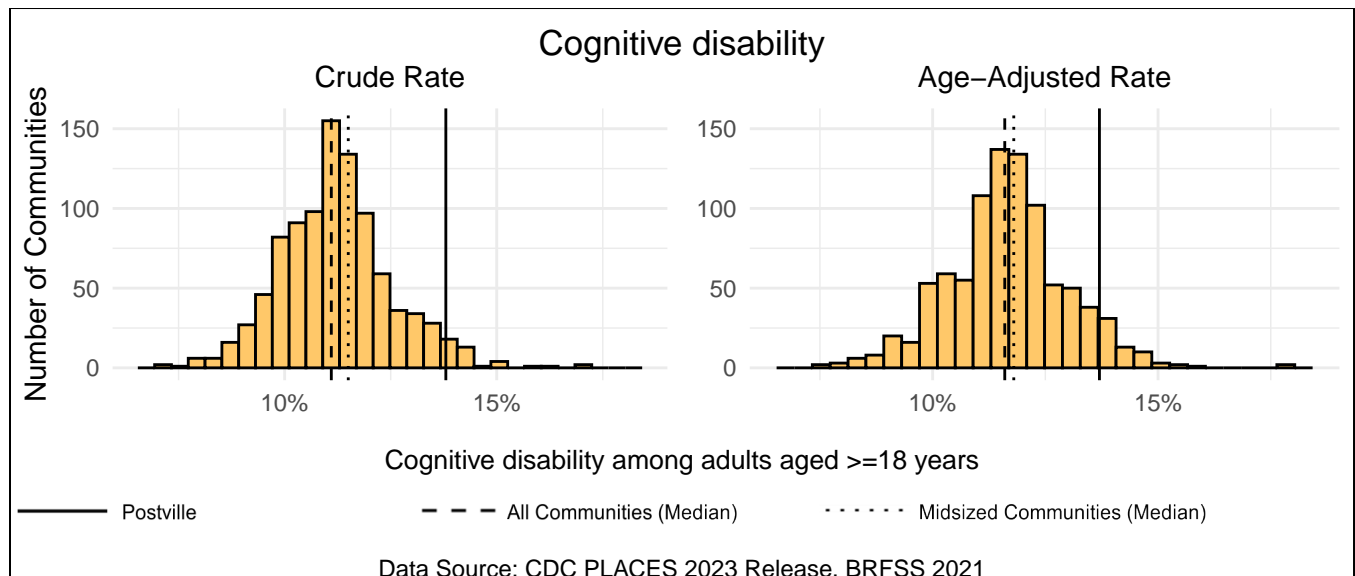 Cognitive disability
Crude Rate
Age−Adjusted Rate
Number of Communities
150
100
50
0
10%
15%
150
100
50
0
10%
15%
Cognitive disability among adults aged >=18 years
Postville
All Communities (Median)
Midsized Communities (Median)
Data Source: CDC PLACES 2023 Release, BRFSS 2021